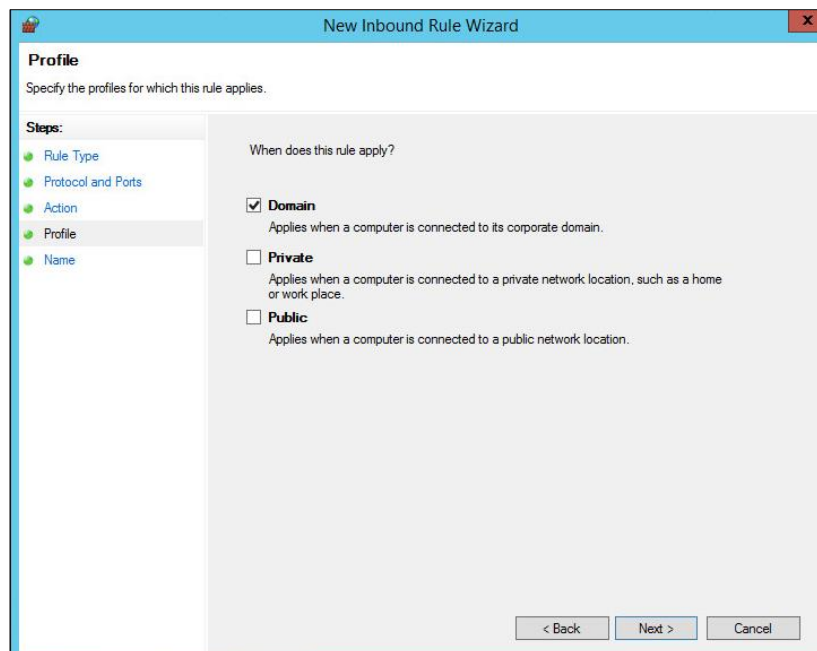 New Inbound Rule Wizard
x
Profile
Specify the profiles for which this rule applies.
Steps:
Rule Type
Protocol and Ports
Action
Profile
Name
When does this rule apply?
Domain
Applies when a computer is connected to its corporate domain.
Private
Applies when a computer is connected to a private network location, such as a home
or work place.
Public
Applies when a computer is connected to a public network location.
< Back
Next >
Cancel